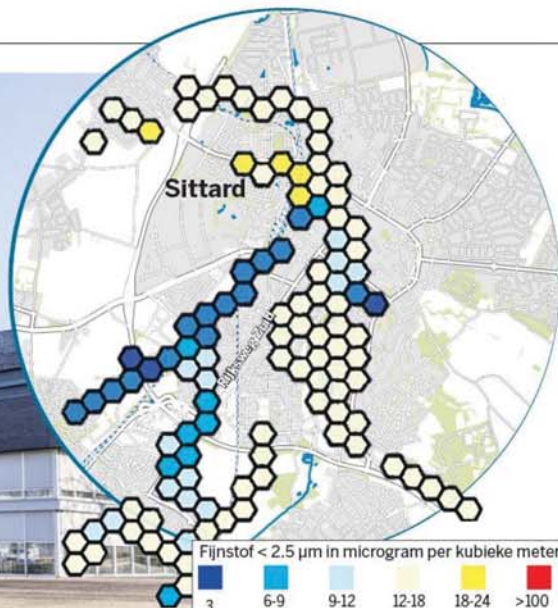 Sittard
Rijksweg Zuid
Fijnstof < 2.5 µm in microgram per kubieke meter
3 6-9 9-12 12-18 18-24 >100